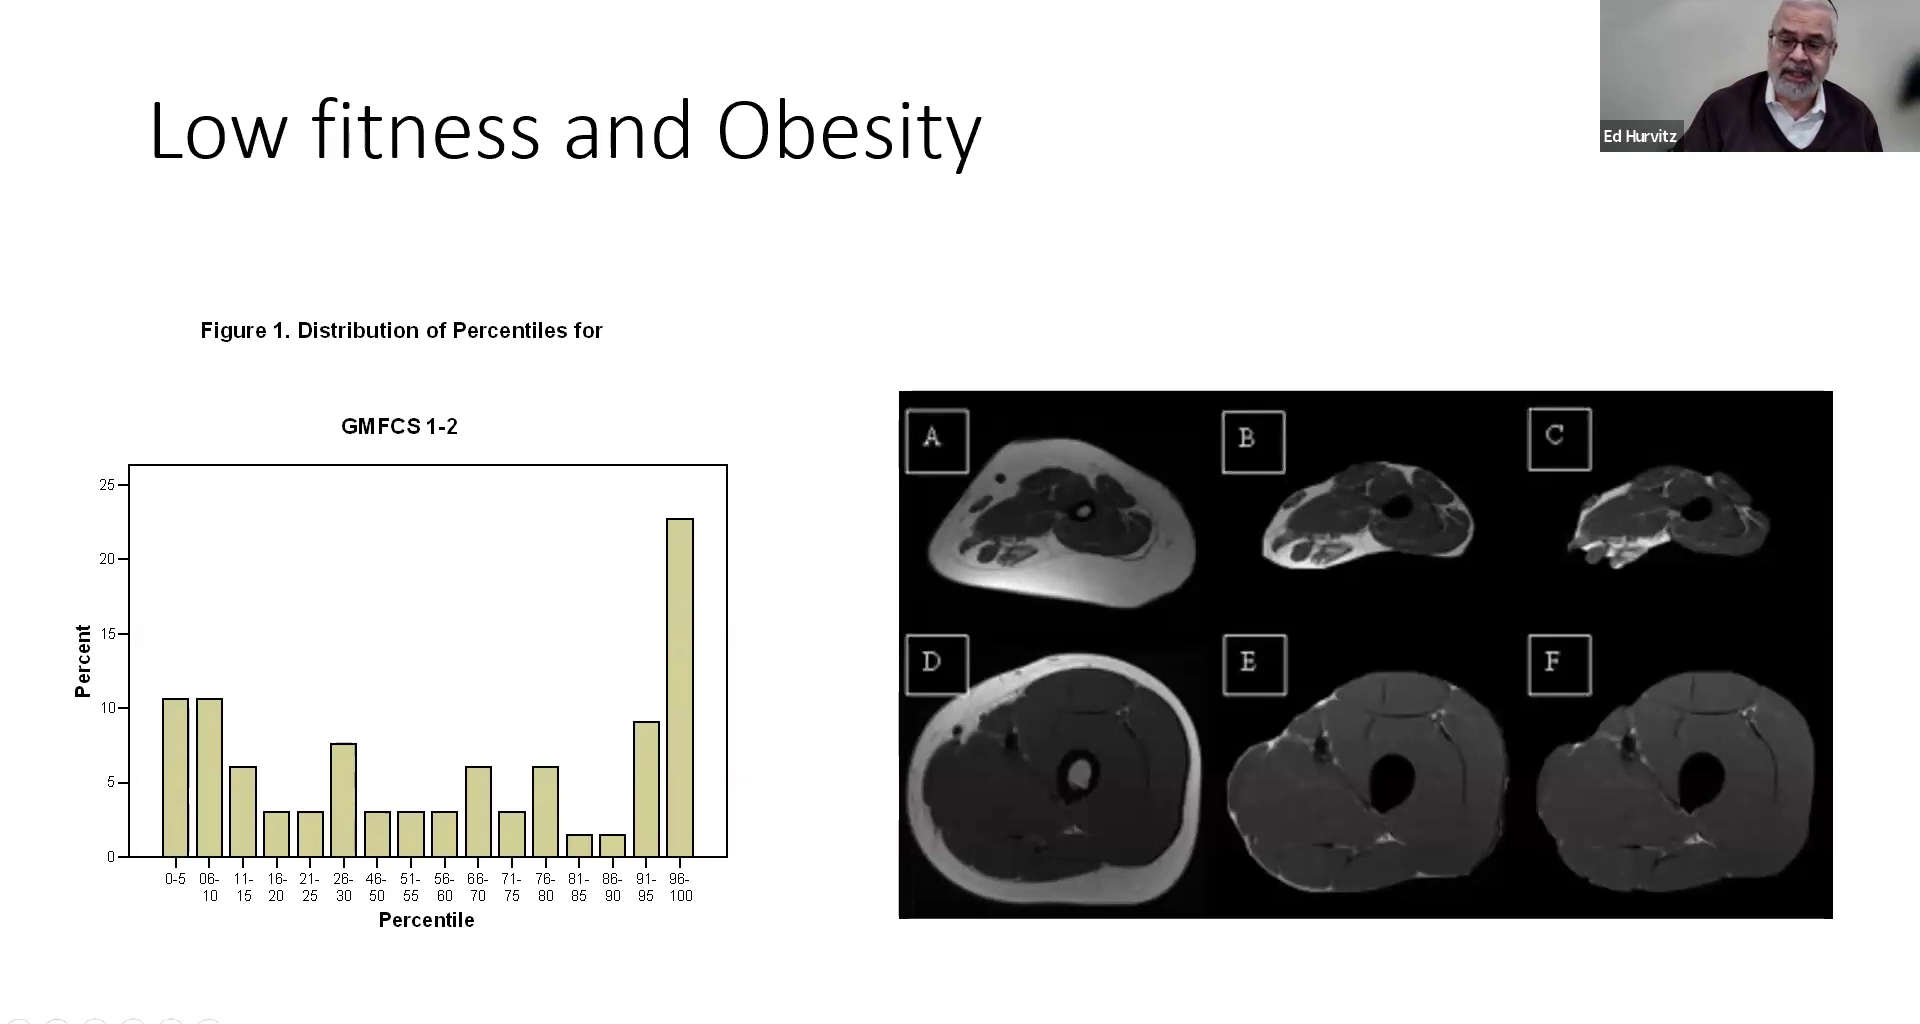 Low fitness and Obesity
Ed Hurvitz
Figure 1. Distribution of Percentiles for
GMFCS 1-2
25
20
15
10
5
0
Percent
0-5 06- 11- 16- 21- 26- 46- 51- 56- 66- 71- 76- 81- 86- 91- 96-
10 15 20 25 30 50 55 60 70 75 80 85 90 95 100
Percentile
A B C
D E F